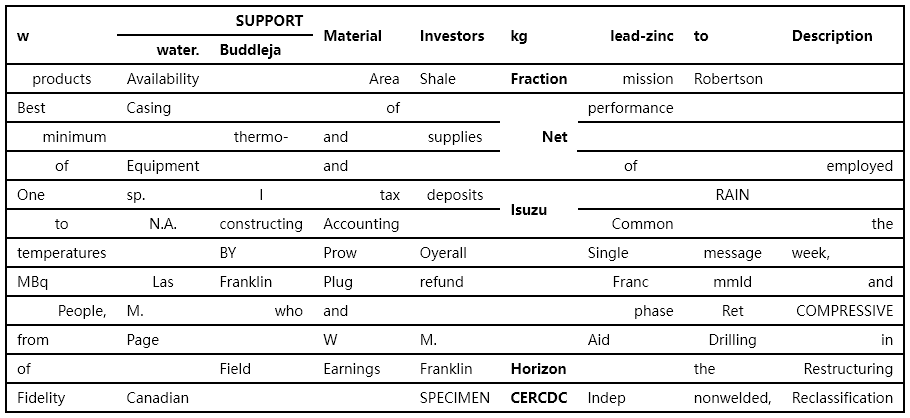 SUPPORT
w water. Buddleja Material Investors kg lead-zinc to Description
products Availability Area Shale Fraction mission Robertson
Best Casing of performance
minimum thermo- and supplies Net
of Equipment and of employed
One sp. I tax deposits RAIN
Isuzu
to N.A. constructing Accounting Common the
temperatures BY Prow Oyerall Single message week,
MBq Las Franklin Plug refund Franc mmld and
People, M. who and phase Ret COMPRESSIVE
from Page W M. Aid Drilling in
of Field Earnings Franklin Horizon the Restructuring
Fidelity Canadian SPECIMEN CERCDC Indep nonwelded, Reclassification